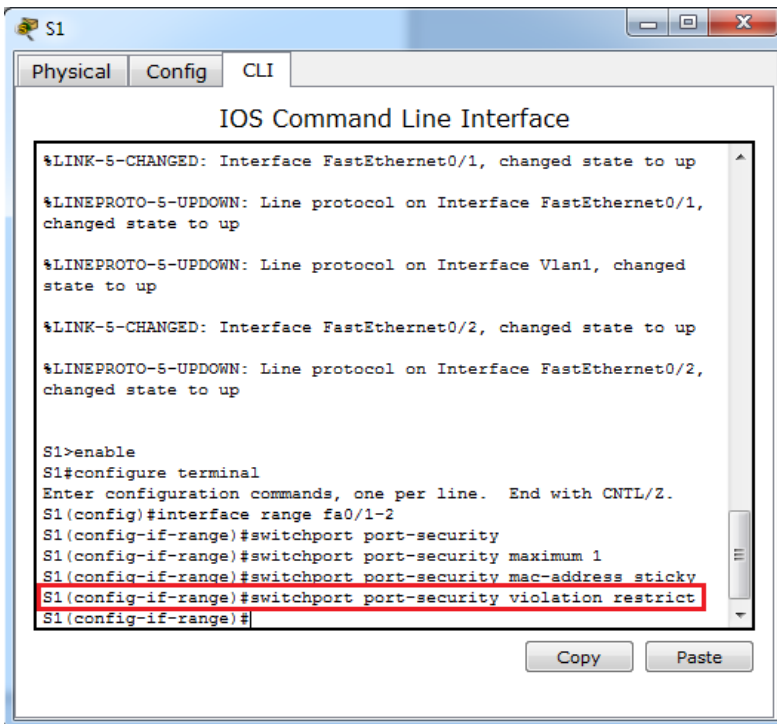 S1
Physical Config CLI
IOS Command Line Interface
%LINK-5-CHANGED: Interface FastEthernet0/1, changed state to up
%LINEPROTO-5-UPDOWN: Line protocol on Interface FastEthernet0/1,
changed state to up
%LINEPROTO-5-UPDOWN: Line protocol on Interface Vlan1, changed
state to up
%LINK-5-CHANGED: Interface FastEthernet0/2, changed state to up
%LINEPROTO-5-UPDOWN: Line protocol on Interface FastEthernet0/2,
changed state to up
S1>enable
S1#configure terminal
Enter configuration commands, one per line.  End with CNTL/Z.
S1(config)#interface range fa0/1-2
S1(config-if-range)#switchport port-security
S1(config-if-range)#switchport port-security maximum 1
S1(config-if-range)#switchport port-security mac-address sticky
S1(config-if-range)#switchport port-security violation restrict
S1(config-if-range)#
Copy Paste